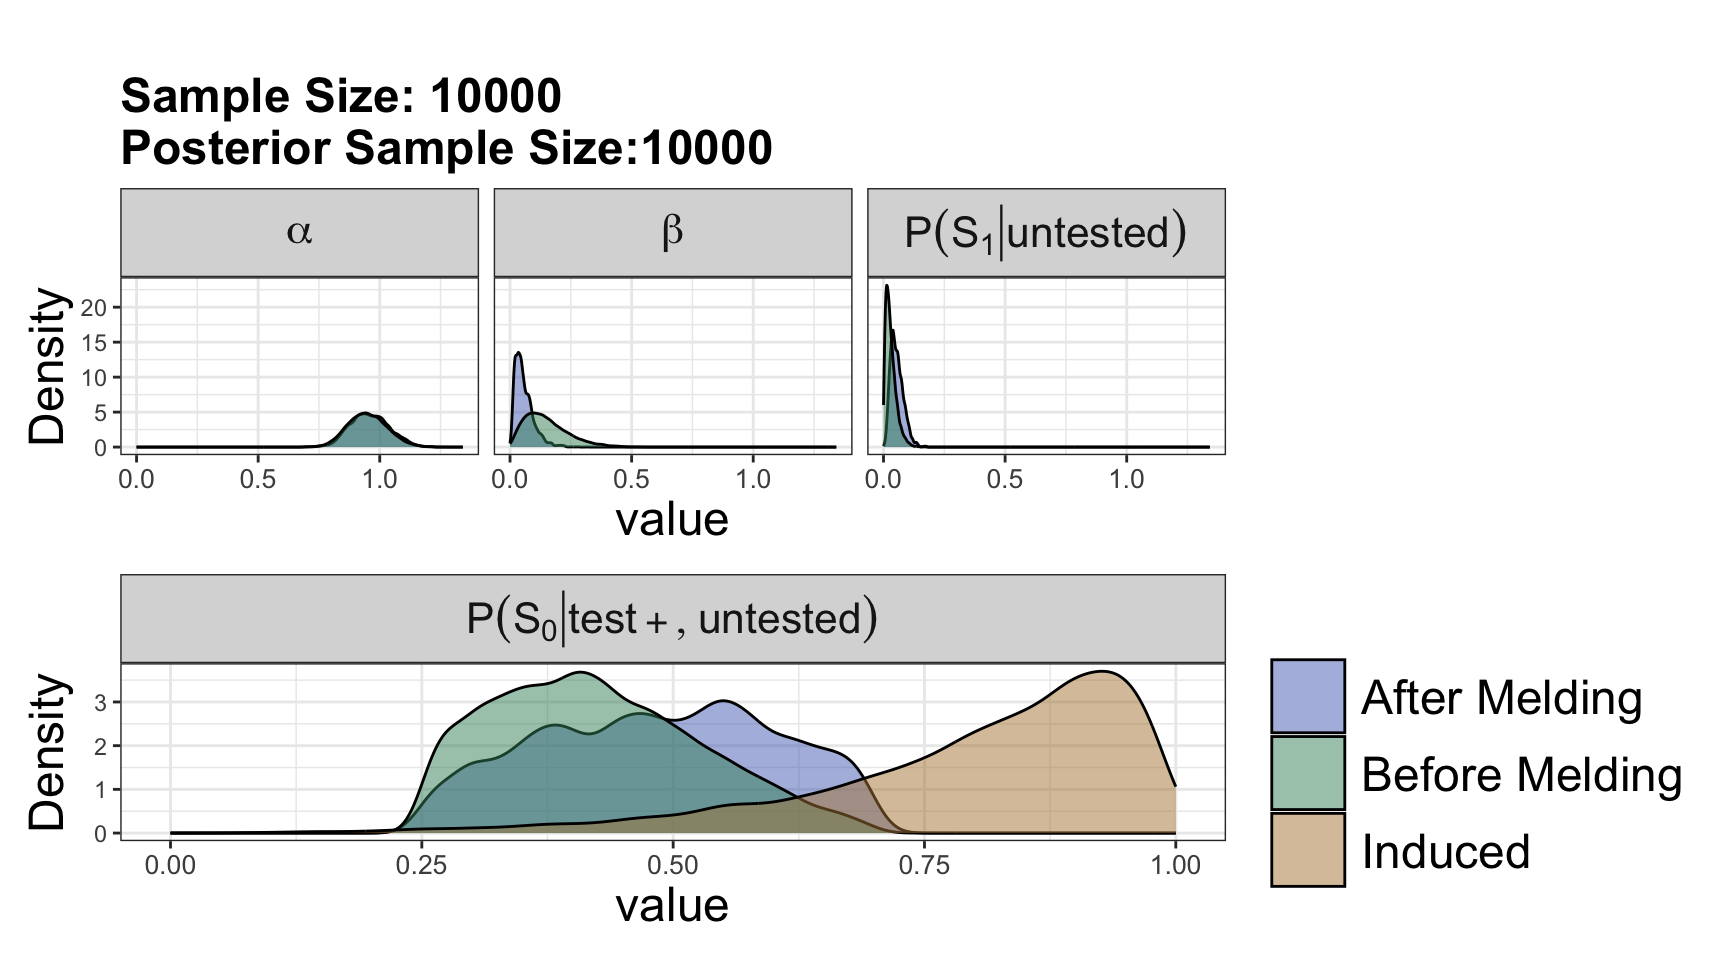 Sample Size: 10000
Posterior Sample Size:10000
α β P(S₁|untested)
Density
20
15
10
5
0
0.0 0.5 1.0 0.0 0.5 1.0 0.0 0.5 1.0
value
P(S₀|test +, untested)
Density
3
2
1
0
0.00 0.25 0.50 0.75 1.00
value
After Melding
Before Melding
Induced